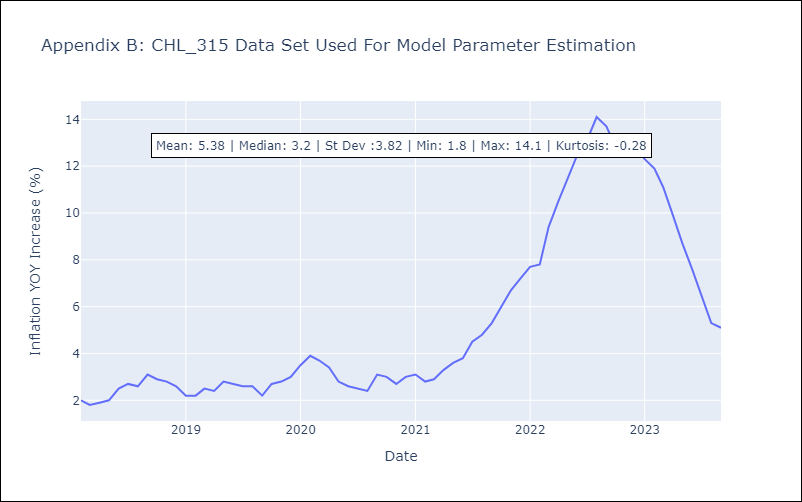 Appendix B: CHL_315 Data Set Used For Model Parameter Estimation
Mean: 5.38 | Median: 3.2 | St Dev :3.82 | Min: 1.8 | Max: 14.1 | Kurtosis: -0.28
Inflation YOY Increase (%)
14
12
10
8
6
4
2
2019 2020 2021 2022 2023
Date